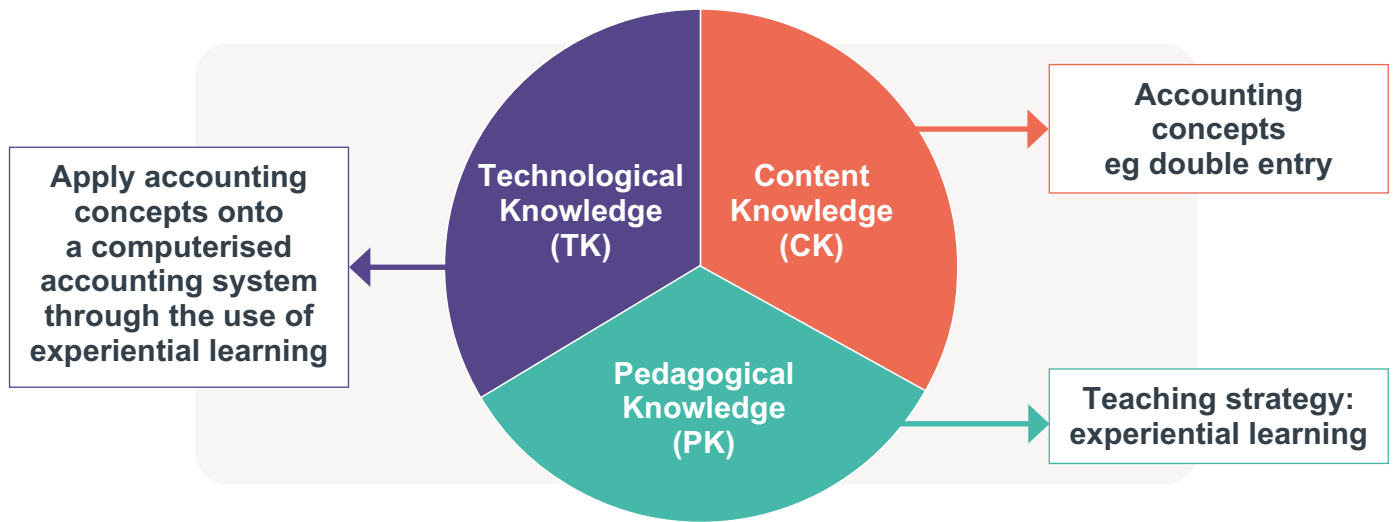 Technological
Knowledge
(TK)
Content
Knowledge
(CK)
Pedagogical
Knowledge
(PK)
Apply accounting
concepts onto
a computerised
accounting system
through the use of
experiential learning
Accounting
concepts
eg double entry
Teaching strategy:
experiential learning